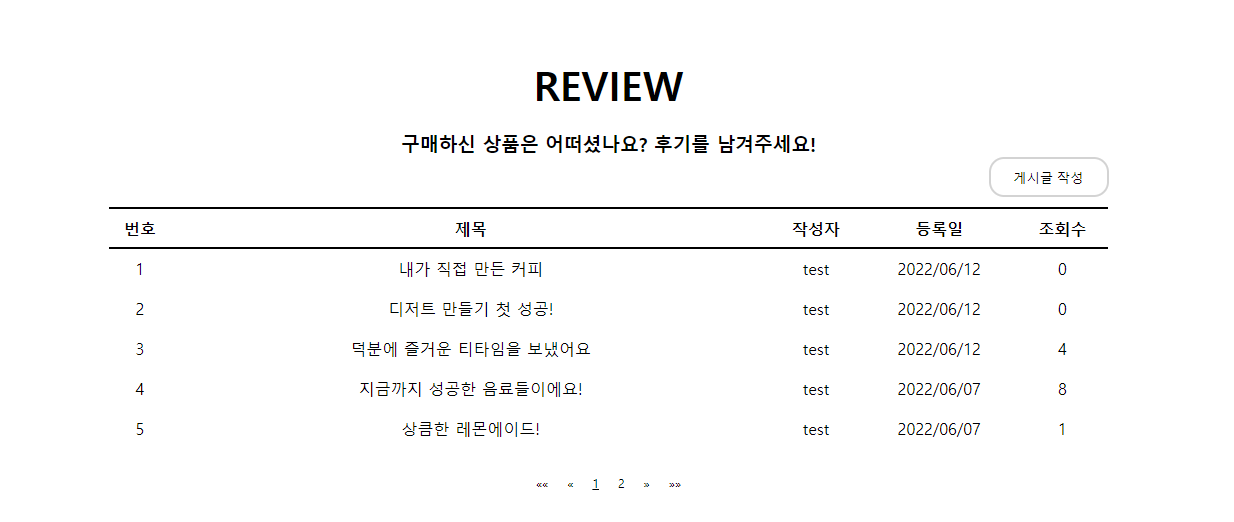 REVIEW
구매하신 상품은 어떠셨나요? 후기를 남겨주세요!
게시글 작성
번호 제목 작성자 등록일 조회수
1 내가 직접 만든 커피 test 2022/06/12 0
2 디저트 만들기 첫 성공! test 2022/06/12 0
3 덕분에 즐거운 티타임을 보냈어요 test 2022/06/12 4
4 지금까지 성공한 음료들이에요! test 2022/06/07 8
5 상큼한 레몬에이드! test 2022/06/07 1
«« « 1 2 » »»